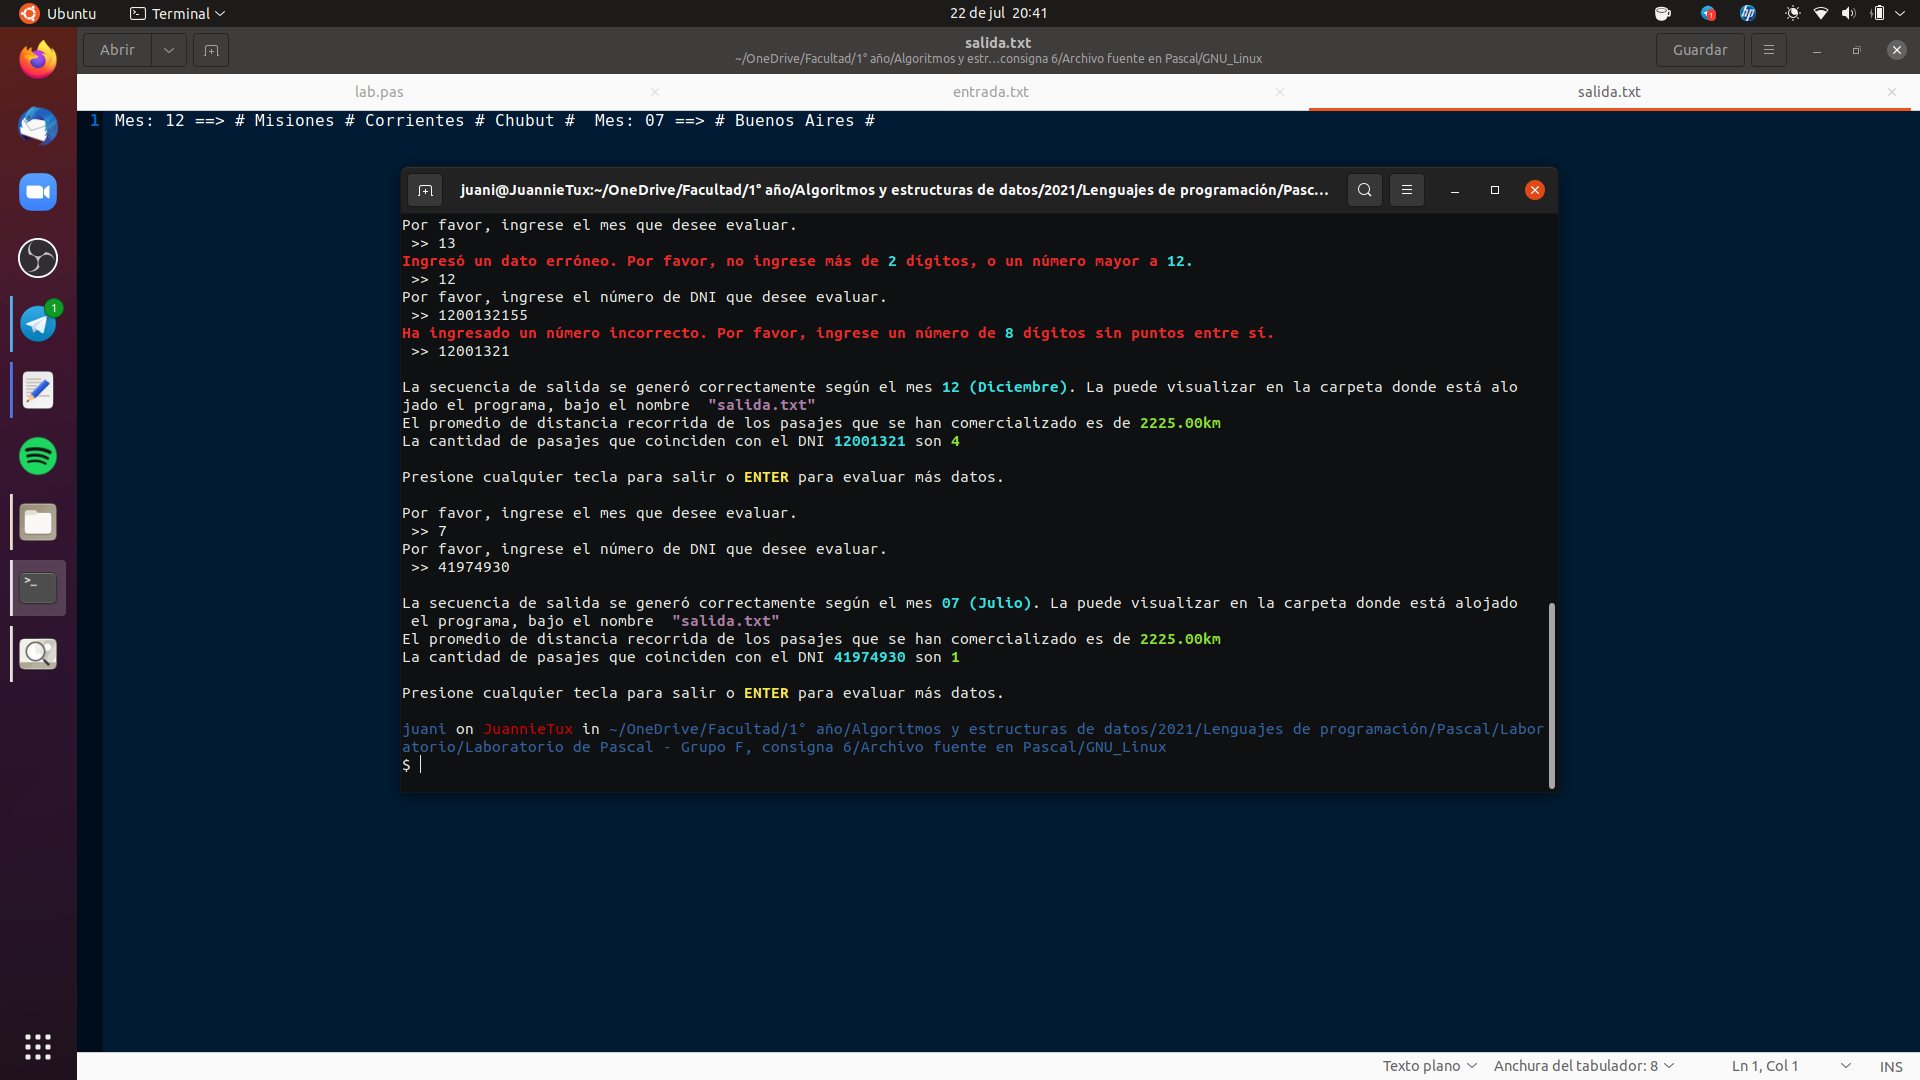 Ubuntu Terminal 22 de jul 20:41
Abrir salida.txt Guardar
~/OneDrive/Facultad/1° año/Algoritmos y estr...consigna 6/Archivo fuente en Pascal/GNU_Linux
lab.pas entrada.txt salida.txt
1 Mes: 12 ==> # Misiones # Corrientes # Chubut #  Mes: 07 ==> # Buenos Aires #
juani@JuannieTux:~/OneDrive/Facultad/1° año/Algoritmos y estructuras de datos/2021/Lenguajes de programación/Pasc...
Por favor, ingrese el mes que desee evaluar.
>> 13
Ingresó un dato erróneo. Por favor, no ingrese más de 2 dígitos, o un número mayor a 12.
>> 12
Por favor, ingrese el número de DNI que desee evaluar.
>> 1200132155
Ha ingresado un número incorrecto. Por favor, ingrese un número de 8 dígitos sin puntos entre sí.
>> 12001321
La secuencia de salida se generó correctamente según el mes 12 (Diciembre). La puede visualizar en la carpeta donde está alo
jado el programa, bajo el nombre  "salida.txt"
El promedio de distancia recorrida de los pasajes que se han comercializado es de 2225.00km
La cantidad de pasajes que coinciden con el DNI 12001321 son 4
Presione cualquier tecla para salir o ENTER para evaluar más datos.
Por favor, ingrese el mes que desee evaluar.
>> 7
Por favor, ingrese el número de DNI que desee evaluar.
>> 41974930
La secuencia de salida se generó correctamente según el mes 07 (Julio). La puede visualizar en la carpeta donde está alojado
el programa, bajo el nombre  "salida.txt"
El promedio de distancia recorrida de los pasajes que se han comercializado es de 2225.00km
La cantidad de pasajes que coinciden con el DNI 41974930 son 1
Presione cualquier tecla para salir o ENTER para evaluar más datos.
juani on JuannieTux in ~/OneDrive/Facultad/1° año/Algoritmos y estructuras de datos/2021/Lenguajes de programación/Pascal/Labor
atorio/Laboratorio de Pascal - Grupo F, consigna 6/Archivo fuente en Pascal/GNU_Linux
$
Texto plano Anchura del tabulador: 8 Ln 1, Col 1 INS